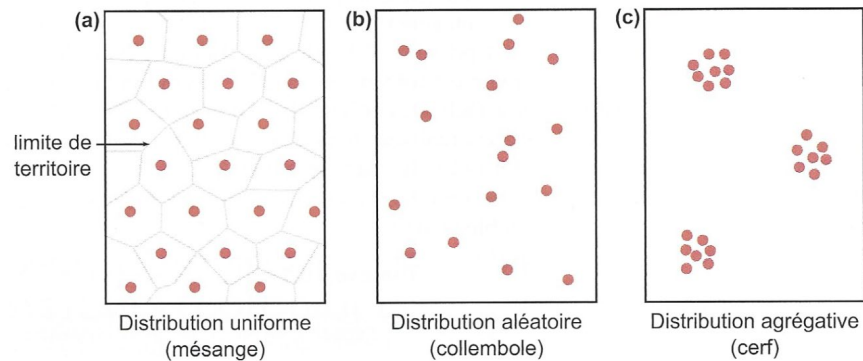 (a)
(b)
(c)
limite de
territoire
Distribution uniforme
(mésange)
Distribution aléatoire
(collembole)
Distribution agrégative
(cerf)